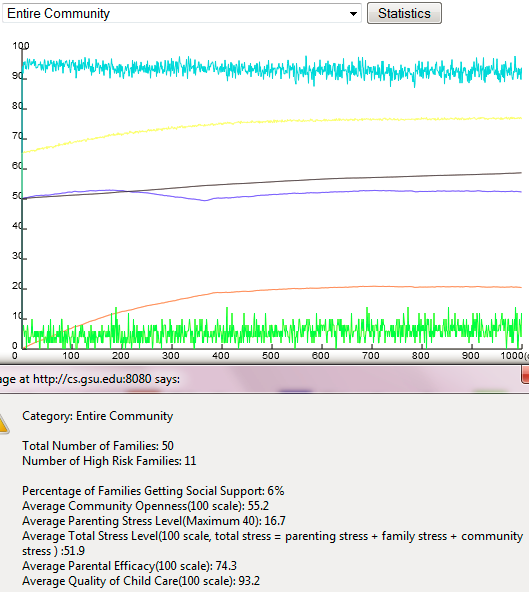 Entire Community
Statistics
100
90
80
70
60
50
40
30
20
10
0
0 100 200 300 400 500 600 700 800 900 1000(
age at http://cs.gsu.edu:8080 says:
Category: Entire Community
Total Number of Families: 50
Number of High Risk Families: 11
Percentage of Families Getting Social Support: 6%
Average Community Openness(100 scale): 55.2
Average Parenting Stress Level(Maximum 40): 16.7
Average Total Stress Level(100 scale, total stress = parenting stress + family stress + community
stress ) :51.9
Average Parental Efficacy(100 scale): 74.3
Average Quality of Child Care(100 scale): 93.2